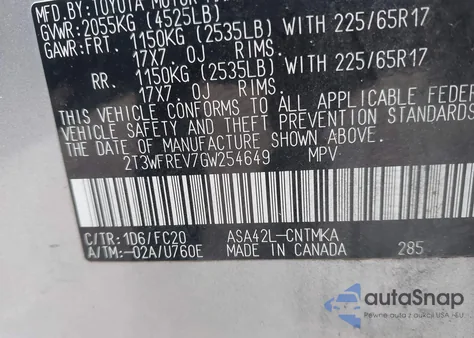 MFD.BY:TOYOTA MOTOR
GVWR:2055KG (4525LB)
GAWR:FRT. 1150KG (2535LB) WITH 225/65R17
17X7.0J RIMS.
RR. 1150KG (2535LB) WITH 225/65R17
17X7.0J RIMS.
THIS VEHICLE CONFORMS TO ALL APPLICABLE FEDER
VEHICLE SAFETY AND THEFT PREVENTION STANDARDS
THE DATE OF MANUFACTURE SHOWN ABOVE.
2T3WFREV7GW254649 MPV
C/TR:1D6/FC20 ASA42L-CNTMKA
A/TM:-02A/U760E MADE IN CANADA 285
autoSnap
Autoprekės aukcionas USA